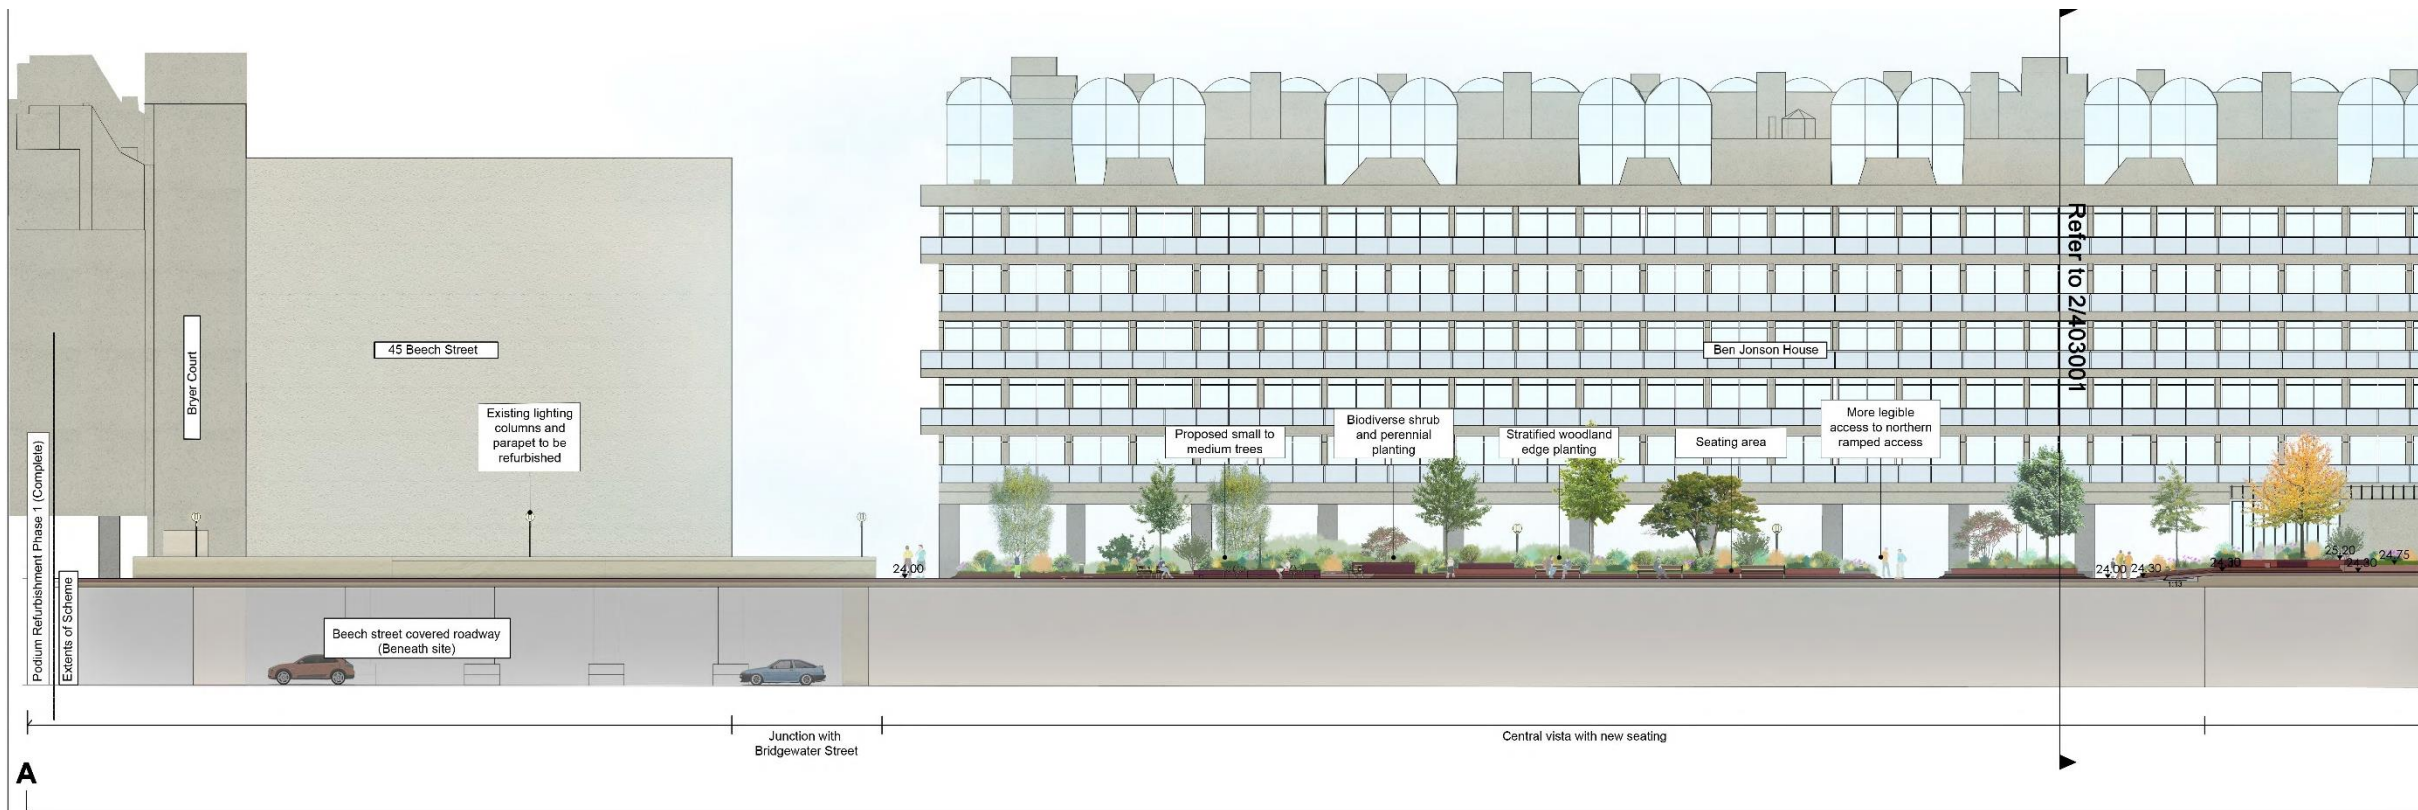 Refer to 2/403001
Bryer Court
45 Beech Street
Ben Jonson House
Existing lighting
columns and
parapet to be
refurbished
Proposed small to
medium trees
Biodiverse shrub
and perennial
planting
Stratified woodland
edge planting
Seating area
More legible
access to northern
ramped access
Podium Refurbishment Phase 1 (Complete)
Extents of Scheme
24.00
24.00
24.30
24.30
25.20
24.30
24.75
Beech street covered roadway
(Beneath site)
Junction with
Bridgewater Street
Central vista with new seating
A